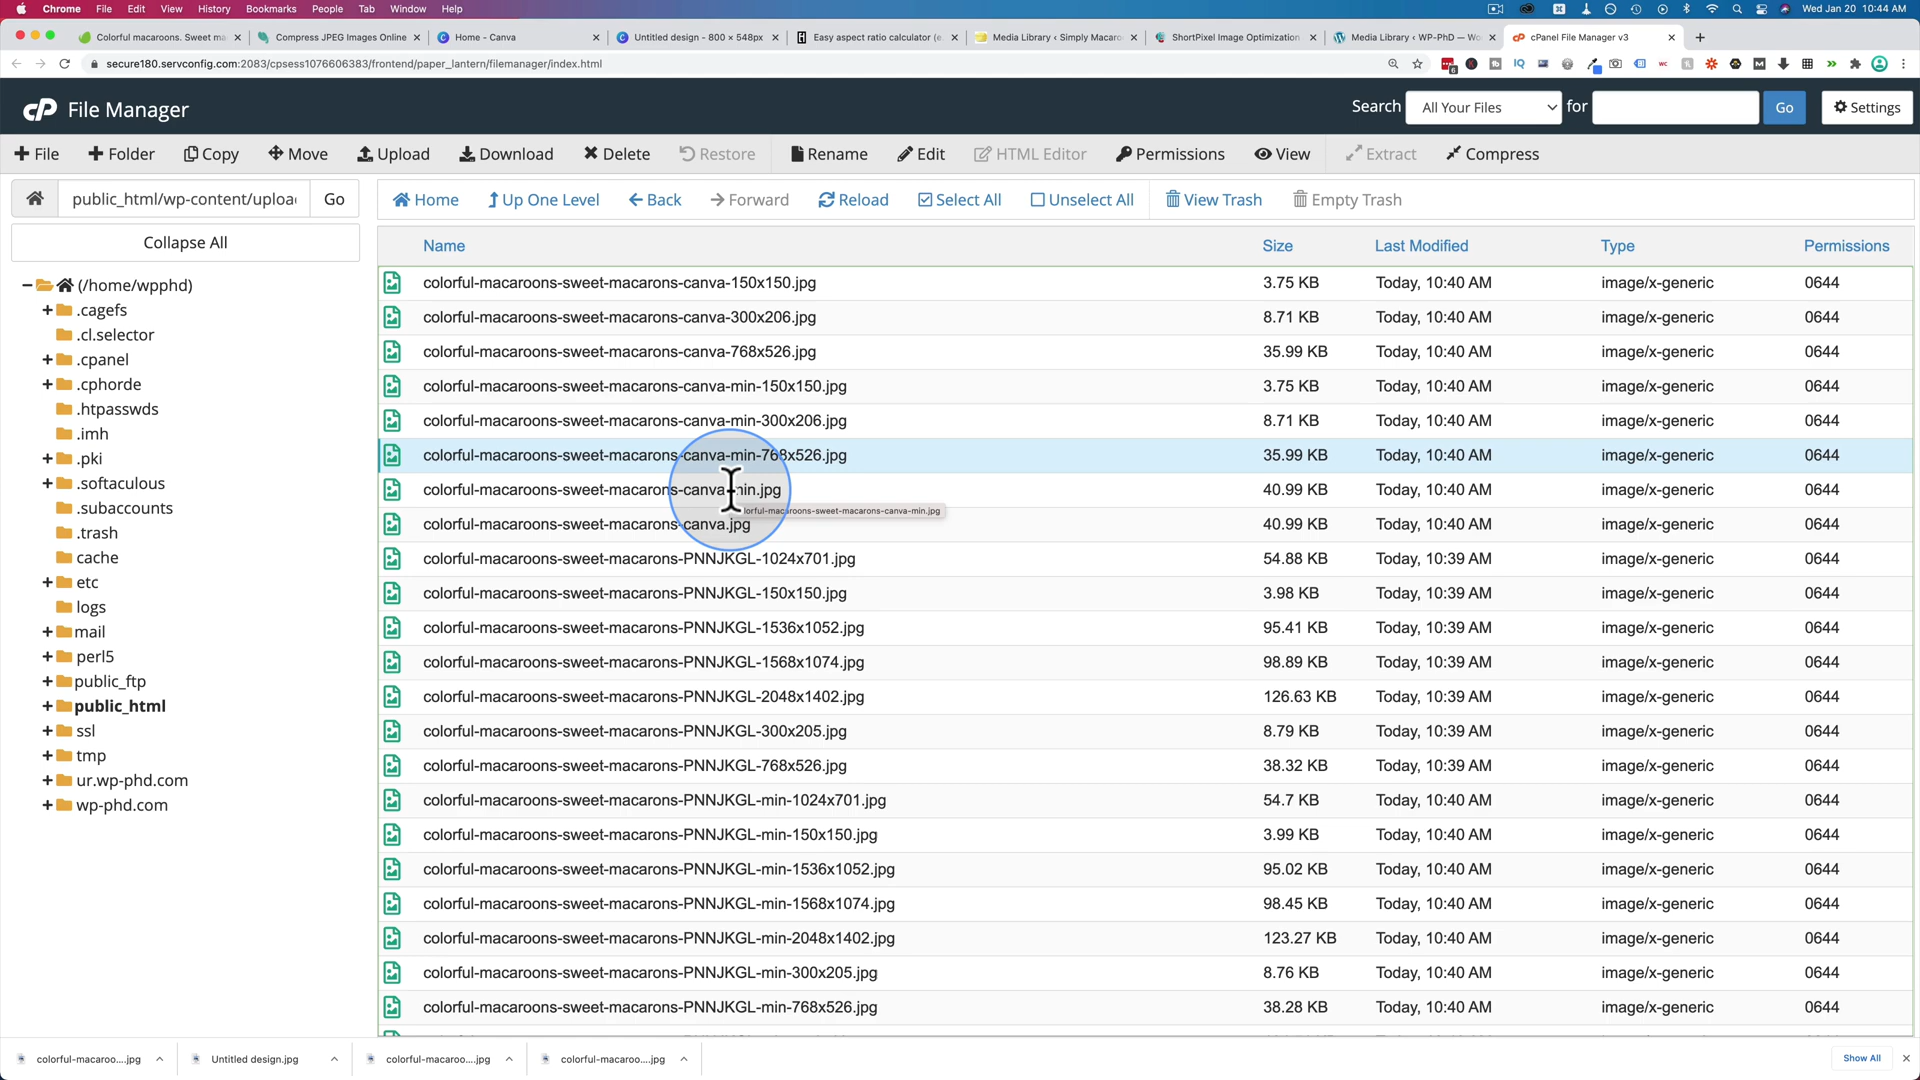 Chrome File Edit View History Bookmarks People Tab Window Help Wed Jan 20 10:44 AM
Colorful macaroons. Sweet ma Compress JPEG Images Online Home - Canva Untitled design - 800 × 548px Easy aspect ratio calculator (e. Media Library ‹ Simply Macaro ShortPixel Image Optimization Media Library ‹ WP-PhD — Wo cPanel File Manager v3
secure180.servconfig.com:2083/cpsess1076606383/frontend/paper_lantern/filemanager/index.html
cP File Manager Search All Your Files for Go Settings
File Folder Copy Move Upload Download Delete Restore Rename Edit HTML Editor Permissions View Extract Compress
public_html/wp-content/uploa Go Home Up One Level Back Forward Reload Select All Unselect All View Trash Empty Trash
Collapse All
(/home/wpphd)
.cagefs
.cl.selector
.cpanel
.cphorde
.htpasswds
.imh
.pki
.softaculous
.subaccounts
.trash
cache
etc
logs
mail
perl5
public_ftp
public_html
ssl
tmp
ur.wp-phd.com
wp-phd.com
Name Size Last Modified Type Permissions
colorful-macaroons-sweet-macarons-canva-150x150.jpg 3.75 KB Today, 10:40 AM image/x-generic 0644
colorful-macaroons-sweet-macarons-canva-300x206.jpg 8.71 KB Today, 10:40 AM image/x-generic 0644
colorful-macaroons-sweet-macarons-canva-768x526.jpg 35.99 KB Today, 10:40 AM image/x-generic 0644
colorful-macaroons-sweet-macarons-canva-min-150x150.jpg 3.75 KB Today, 10:40 AM image/x-generic 0644
colorful-macaroons-sweet-macarons-canva-min-300x206.jpg 8.71 KB Today, 10:40 AM image/x-generic 0644
colorful-macaroons-sweet-macarons-canva-min-768x526.jpg 35.99 KB Today, 10:40 AM image/x-generic 0644
colorful-macaroons-sweet-macarons-canva-min.jpg 40.99 KB Today, 10:40 AM image/x-generic 0644
orful-macaroons-sweet-macarons-canva-min.jpg
colorful-macaroons-sweet-macarons-canva.jpg 40.99 KB Today, 10:40 AM image/x-generic 0644
colorful-macaroons-sweet-macarons-PNNJKGL-1024x701.jpg 54.88 KB Today, 10:39 AM image/x-generic 0644
colorful-macaroons-sweet-macarons-PNNJKGL-150x150.jpg 3.98 KB Today, 10:39 AM image/x-generic 0644
colorful-macaroons-sweet-macarons-PNNJKGL-1536x1052.jpg 95.41 KB Today, 10:39 AM image/x-generic 0644
colorful-macaroons-sweet-macarons-PNNJKGL-1568x1074.jpg 98.89 KB Today, 10:39 AM image/x-generic 0644
colorful-macaroons-sweet-macarons-PNNJKGL-2048x1402.jpg 126.63 KB Today, 10:39 AM image/x-generic 0644
colorful-macaroons-sweet-macarons-PNNJKGL-300x205.jpg 8.79 KB Today, 10:39 AM image/x-generic 0644
colorful-macaroons-sweet-macarons-PNNJKGL-768x526.jpg 38.32 KB Today, 10:39 AM image/x-generic 0644
colorful-macaroons-sweet-macarons-PNNJKGL-min-1024x701.jpg 54.7 KB Today, 10:40 AM image/x-generic 0644
colorful-macaroons-sweet-macarons-PNNJKGL-min-150x150.jpg 3.99 KB Today, 10:40 AM image/x-generic 0644
colorful-macaroons-sweet-macarons-PNNJKGL-min-1536x1052.jpg 95.02 KB Today, 10:40 AM image/x-generic 0644
colorful-macaroons-sweet-macarons-PNNJKGL-min-1568x1074.jpg 98.45 KB Today, 10:40 AM image/x-generic 0644
colorful-macaroons-sweet-macarons-PNNJKGL-min-2048x1402.jpg 123.27 KB Today, 10:40 AM image/x-generic 0644
colorful-macaroons-sweet-macarons-PNNJKGL-min-300x205.jpg 8.76 KB Today, 10:40 AM image/x-generic 0644
colorful-macaroons-sweet-macarons-PNNJKGL-min-768x526.jpg 38.28 KB Today, 10:40 AM image/x-generic 0644
colorful-macaroo....jpg Untitled design.jpg colorful-macaroo....jpg colorful-macaroo....jpg Show All